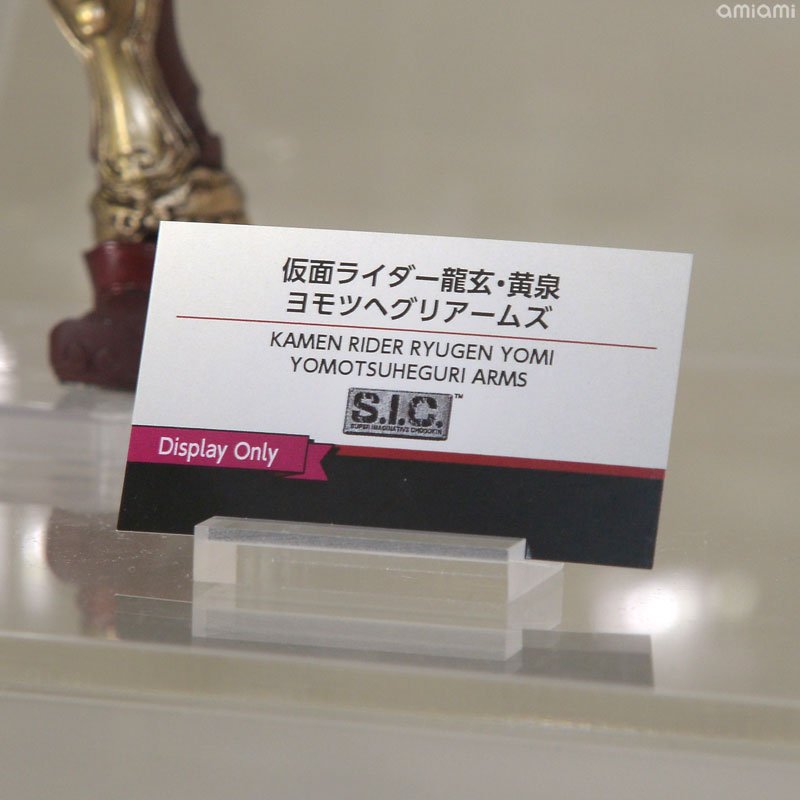 amiami
仮面ライダー龍玄・黄泉
ヨモツヘグリアームズ
KAMEN RIDER RYUGEN YOMI
YOMOTSUHEGURI ARMS
S.I.C.™
SUPER IMAGINATIVE CHOGOKIN
Display Only